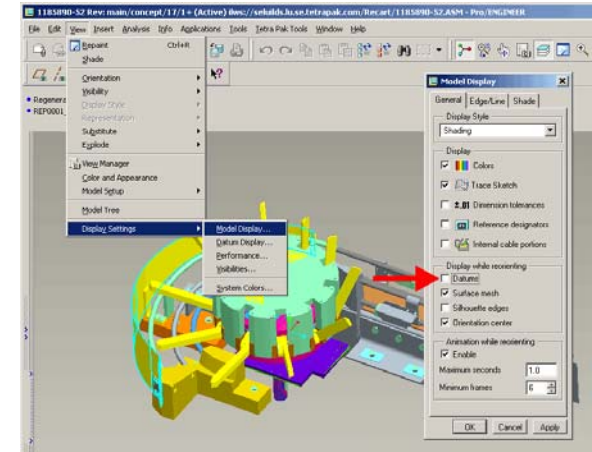 1185890-52 Rev: main/concept/17/1 + (Active) ilws://sekulds.lu.se.tetrapak.com/Recart/1185890-52.ASM - Pro/ENGINEER
File Edit View Insert Analysis Info Applications Tools Tetra Pak Tools Window Help
Repaint Ctrl+R
Shade
Orientation
Visibility
Display Style
Representation
Substitute
Explode
View Manager
Color and Appearance
Model Setup
Model Tree
Display Settings
Regenera
REP0001_
Model Display...
Datum Display...
Performance...
Visibilities...
System Colors...
Model Display
General Edge/Line Shade
Display Style
Shading
Display
Colors
Trace Sketch
Dimension tolerances
Reference designators
Internal cable portions
Display while reorienting
Datums
Surface mesh
Silhouette edges
Orientation center
Animation while reorienting
Enable
Maximum seconds 1.0
Minimum frames 6
OK Cancel Apply